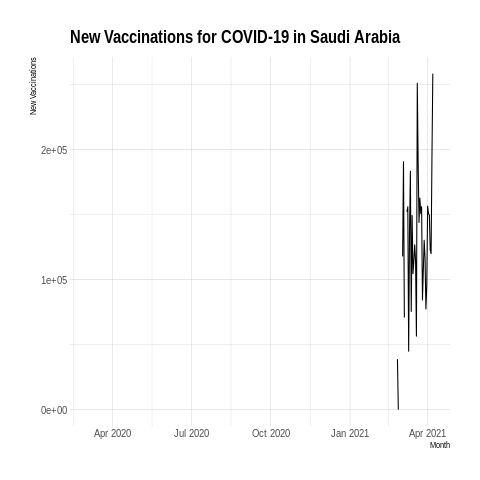 New Vaccinations for COVID-19 in Saudi Arabia
New Vaccinations
2e+05
1e+05
0e+00
Apr 2020 Jul 2020 Oct 2020 Jan 2021 Apr 2021
Month